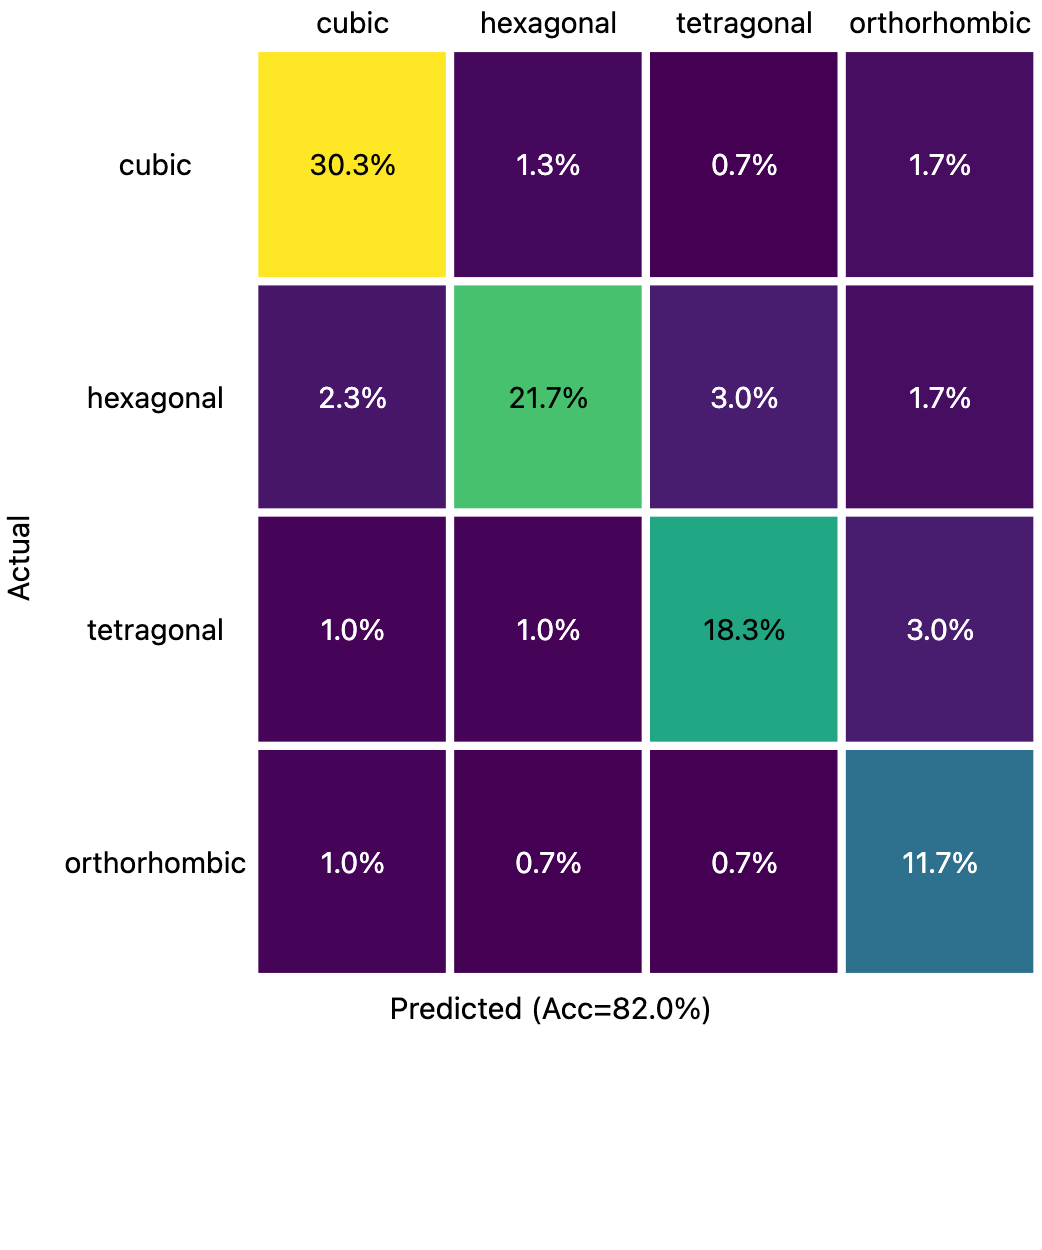 cubic hexagonal tetragonal orthorhombic
cubic 30.3% 1.3% 0.7% 1.7%
hexagonal 2.3% 21.7% 3.0% 1.7%
Actual
tetragonal 1.0% 1.0% 18.3% 3.0%
orthorhombic 1.0% 0.7% 0.7% 11.7%
Predicted (Acc=82.0%)